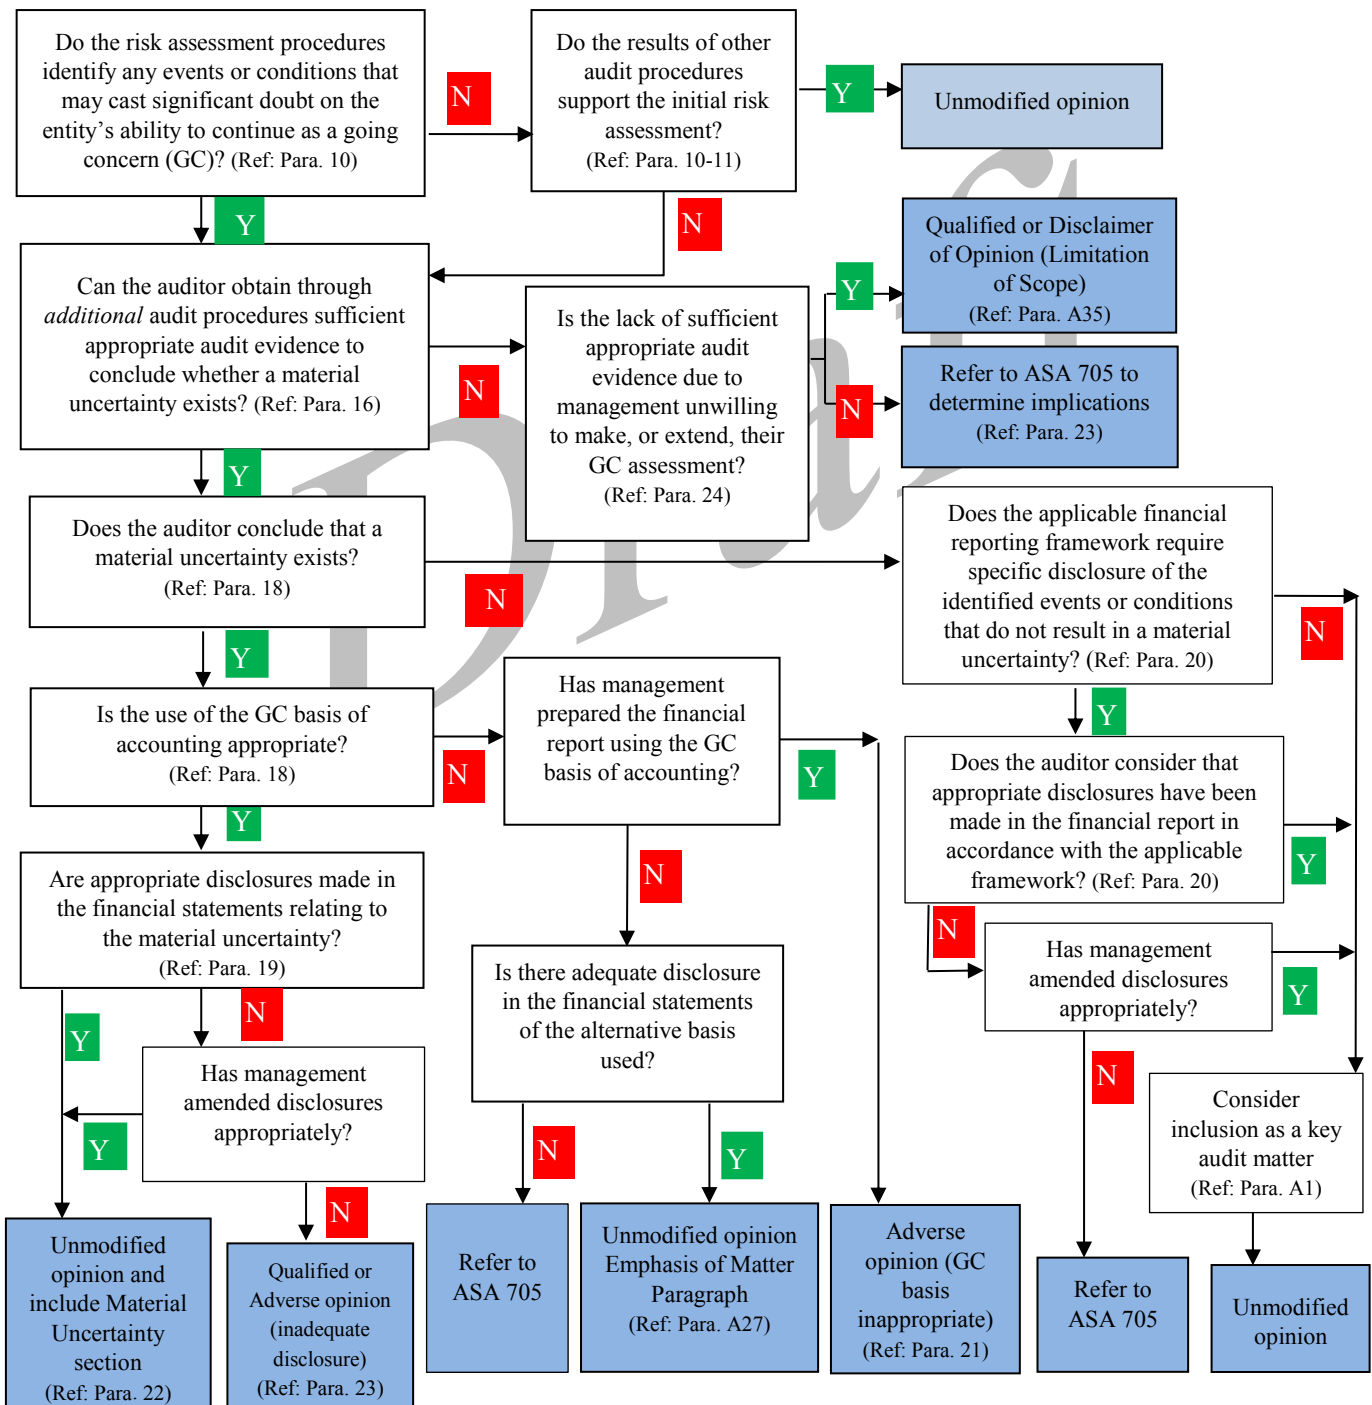 Do the risk assessment procedures
identify any events or conditions that
may cast significant doubt on the
entity’s ability to continue as a going
concern (GC)? (Ref: Para. 10)
N
Do the results of other
audit procedures
support the initial risk
assessment?
(Ref: Para. 10-11)
Y
Unmodified opinion
Y
N
Can the auditor obtain through
additional audit procedures sufficient
appropriate audit evidence to
conclude whether a material
uncertainty exists? (Ref: Para. 16)
N
Is the lack of sufficient
appropriate audit
evidence due to
management unwilling
to make, or extend, their
GC assessment?
(Ref: Para. 24)
Y
Qualified or Disclaimer
of Opinion (Limitation
of Scope)
(Ref: Para. A35)
N
Refer to ASA 705 to
determine implications
(Ref: Para. 23)
Y
Does the auditor conclude that a
material uncertainty exists?
(Ref: Para. 18)
N
Does the applicable financial
reporting framework require
specific disclosure of the
identified events or conditions
that do not result in a material
uncertainty? (Ref: Para. 20)
N
Y
Y
Is the use of the GC basis of
accounting appropriate?
(Ref: Para. 18)
N
Has management
prepared the financial
report using the GC
basis of accounting?
Y
Does the auditor consider that
appropriate disclosures have been
made in the financial report in
accordance with the applicable
framework? (Ref: Para. 20)
Y
N
Y
Are appropriate disclosures made in
the financial statements relating to
the material uncertainty?
(Ref: Para. 19)
N
Is there adequate disclosure
in the financial statements
of the alternative basis
used?
Has management
amended disclosures
appropriately?
Y
N
Y
N
Has management
amended disclosures
appropriately?
Y
N
N
Y
Consider
inclusion as a key
audit matter
(Ref: Para. A1)
Unmodified
opinion and
include Material
Uncertainty
section
(Ref: Para. 22)
Qualified or
Adverse opinion
(inadequate
disclosure)
(Ref: Para. 23)
Refer to
ASA 705
Unmodified opinion
Emphasis of Matter
Paragraph
(Ref: Para. A27)
Adverse
opinion (GC
basis
inappropriate)
(Ref: Para. 21)
Refer to
ASA 705
Unmodified
opinion
Draft